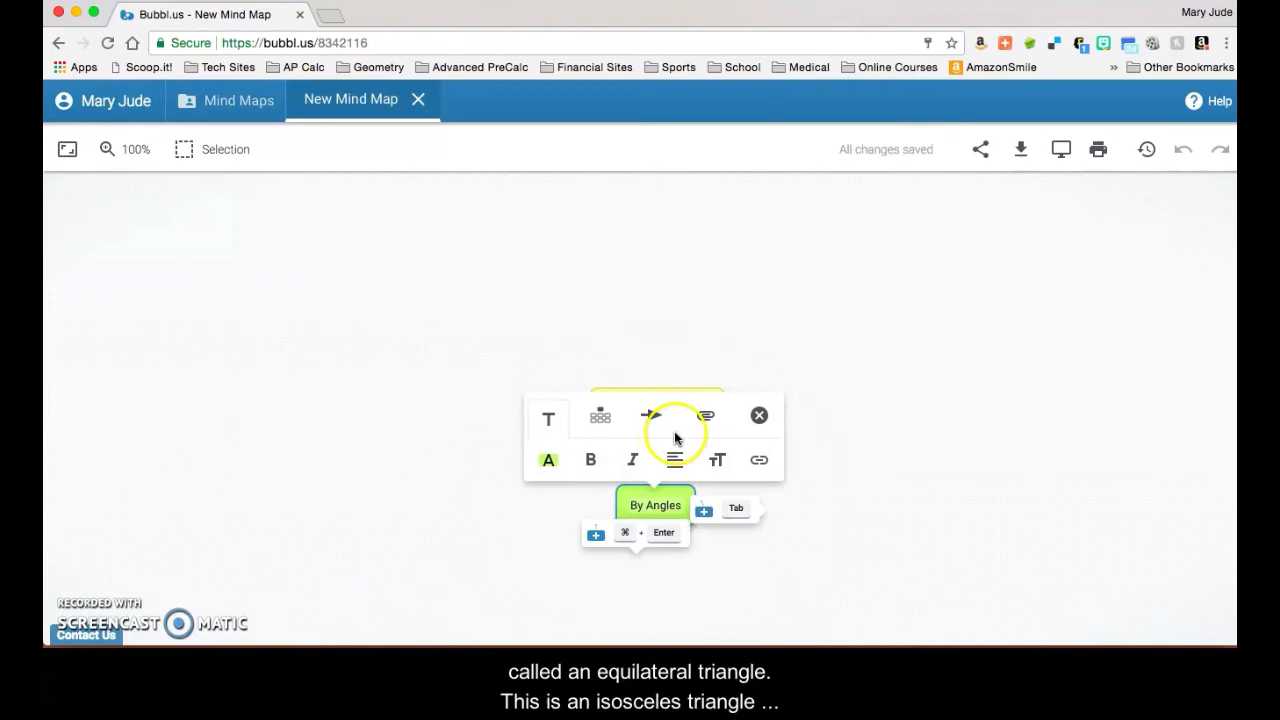 Bubbl.us - New Mind Map
Mary Jude
Secure https://bubbl.us/8342116
Apps Scoop.it! Tech Sites AP Calc Geometry Advanced PreCalc Financial Sites Sports School Medical Online Courses AmazonSmile » Other Bookmarks
Mary Jude Mind Maps New Mind Map Help
100% Selection All changes saved
T
A B I TT
By Angles
Tab
⌘ + Enter
RECORDED WITH
SCREENCAST MATIC
Contact Us
called an equilateral triangle.
This is an isosceles triangle ...